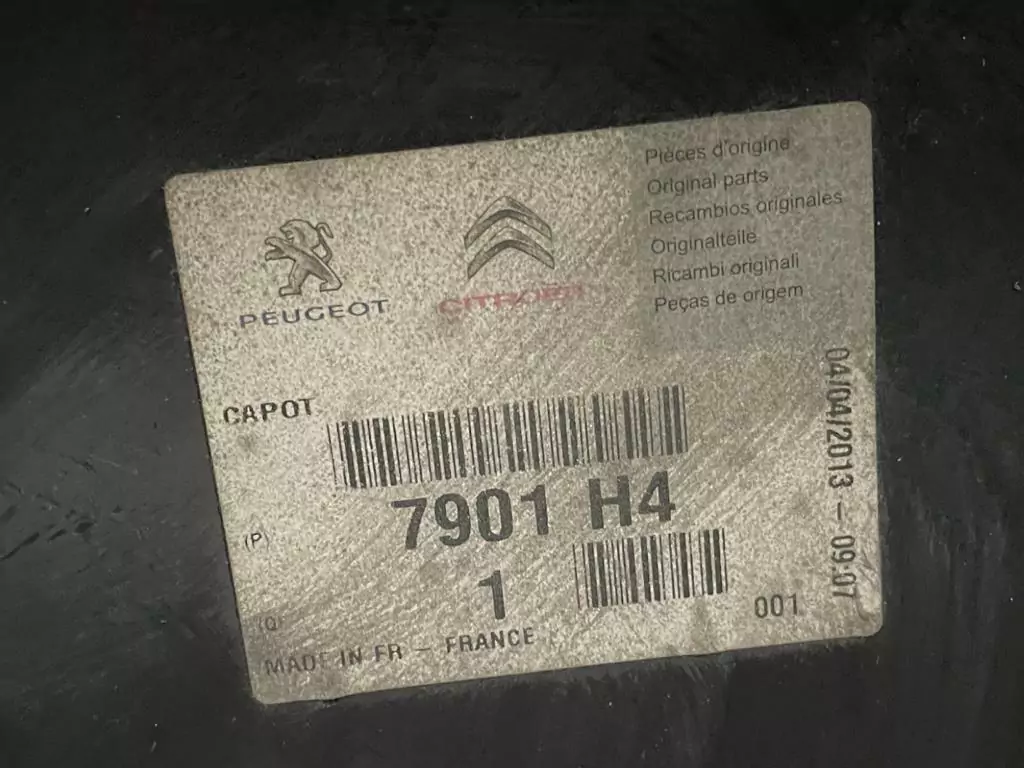 PEUGEOT
CITROËN
Pièces d'origine
Original parts
Recambios originales
Originalteile
Ricambi originali
Peças de origem
CAPOT
7901 H4
(P)
1
(Q)
001
MADE IN FR - FRANCE
04/04/2013 - 09:07